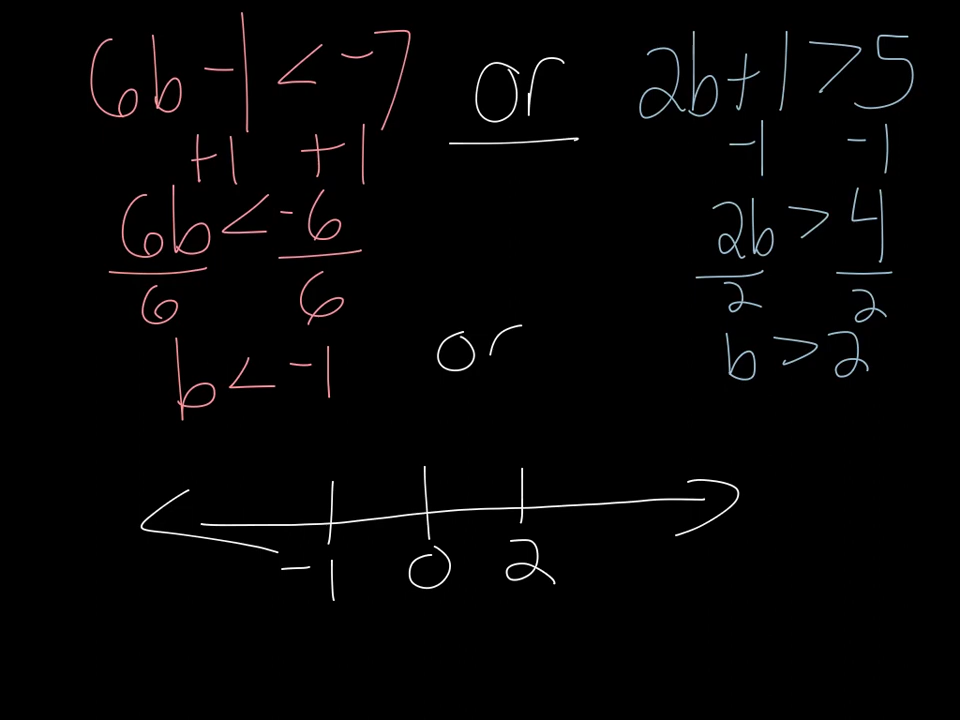 6b - 1 < -7 or 2b + 1 > 5
+1 +1 -1 -1
6b < -6 2b > 4
6 6 2 2
b < -1 or b > 2
-1 0 2